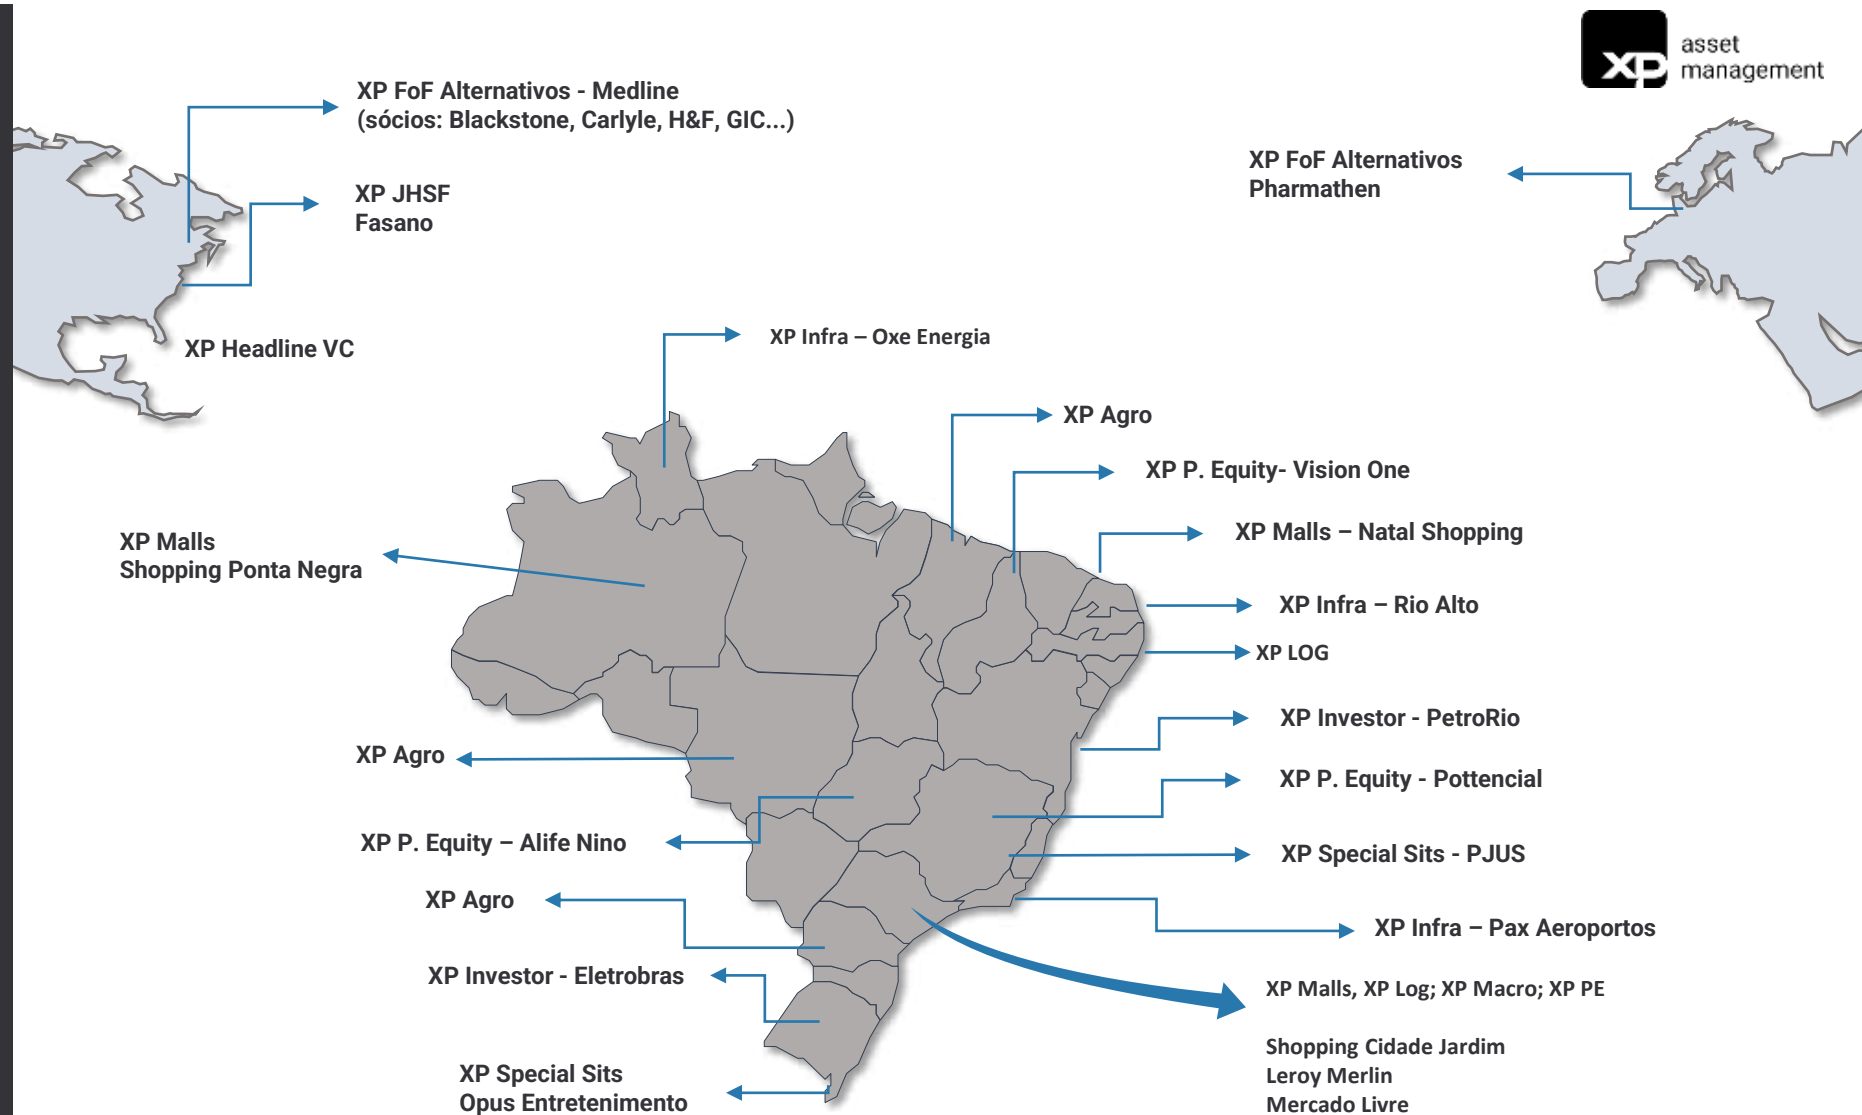 xp asset
management
XP FoF Alternativos - Medline
(sócios: Blackstone, Carlyle, H&F, GIC...)
XP FoF Alternativos
Pharmathen
XP JHSF
Fasano
XP Headline VC
XP Infra – Oxe Energia
XP Agro
XP P. Equity- Vision One
XP Malls
Shopping Ponta Negra
XP Malls – Natal Shopping
XP Infra – Rio Alto
XP LOG
XP Investor - PetroRio
XP Agro
XP P. Equity - Pottencial
XP P. Equity – Alife Nino
XP Special Sits - PJUS
XP Agro
XP Infra – Pax Aeroportos
XP Investor - Eletrobras
XP Malls, XP Log; XP Macro; XP PE
Shopping Cidade Jardim
Leroy Merlin
Mercado Livre
XP Special Sits
Opus Entretenimento